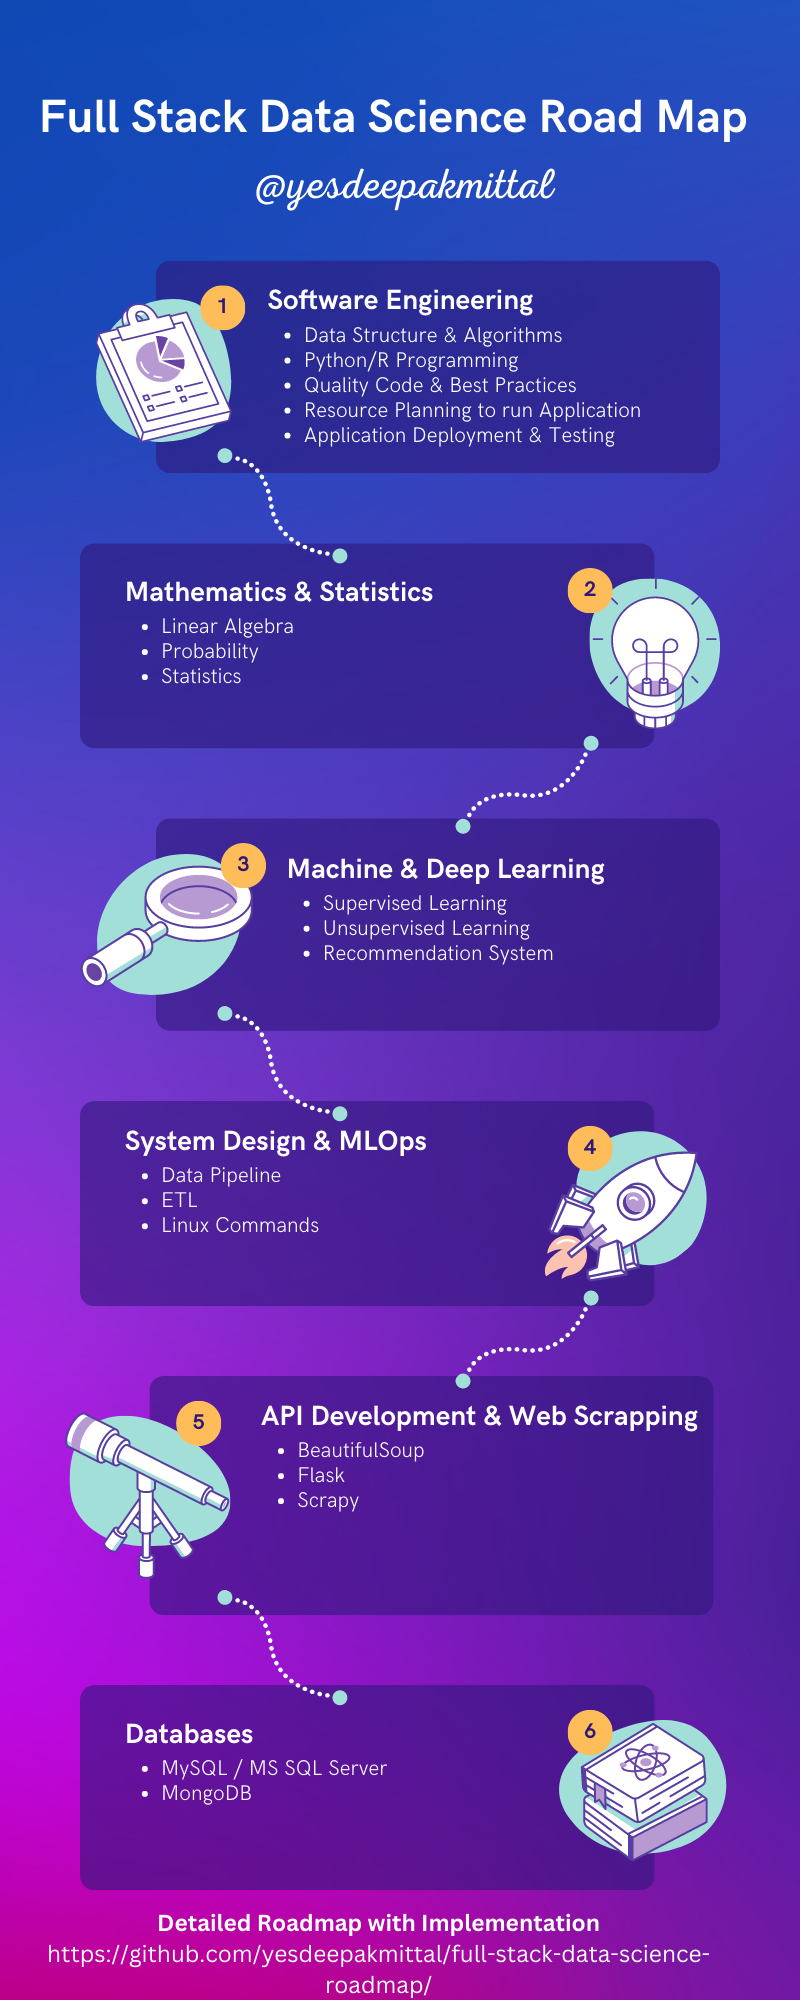 Full Stack Data Science Road Map
@yesdeepakmittal
1
Software Engineering
• Data Structure & Algorithms
• Python/R Programming
• Quality Code & Best Practices
• Resource Planning to run Application
• Application Deployment & Testing
Mathematics & Statistics
2
• Linear Algebra
• Probability
• Statistics
3
Machine & Deep Learning
• Supervised Learning
• Unsupervised Learning
• Recommendation System
System Design & MLOps
4
• Data Pipeline
• ETL
• Linux Commands
5
API Development & Web Scrapping
• BeautifulSoup
• Flask
• Scrapy
Databases
6
• MySQL / MS SQL Server
• MongoDB
Detailed Roadmap with Implementation
https://github.com/yesdeepakmittal/full-stack-data-science-
roadmap/